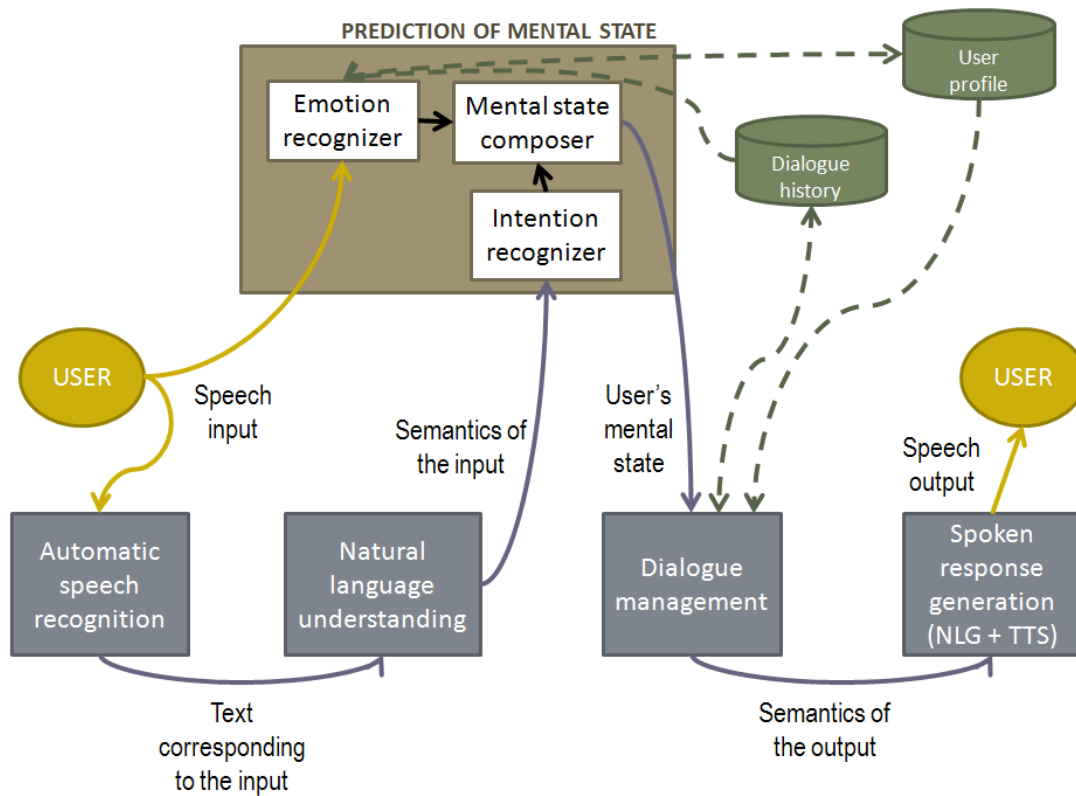 PREDICTION OF MENTAL STATE
User
profile
Emotion
recognizer
Mental state
composer
Dialogue
history
Intention
recognizer
USER
Speech
input
Semantics of
the input
User’s
mental
state
USER
Speech
output
Automatic
speech
recognition
Natural
language
understanding
Dialogue
management
Spoken
response
generation
(NLG + TTS)
Text
corresponding
to the input
Semantics of
the output